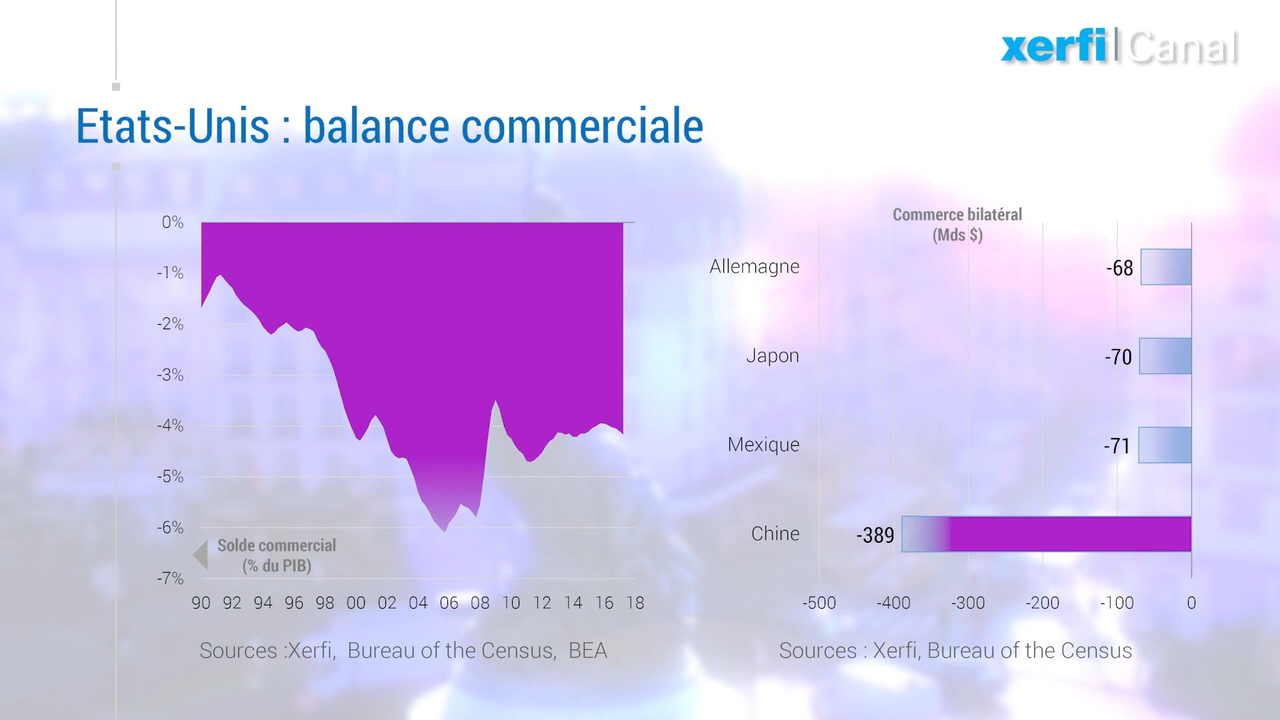 xerfi|Canal
Etats-Unis : balance commerciale
0%
-1%
-2%
-3%
-4%
-5%
-6%
-7%
Solde commercial
(% du PIB)
90 92 94 96 98 00 02 04 06 08 10 12 14 16 18
Sources :Xerfi, Bureau of the Census, BEA
Commerce bilatéral
(Mds $)
Allemagne -68
Japon -70
Mexique -71
Chine -389
-500 -400 -300 -200 -100 0
Sources : Xerfi, Bureau of the Census